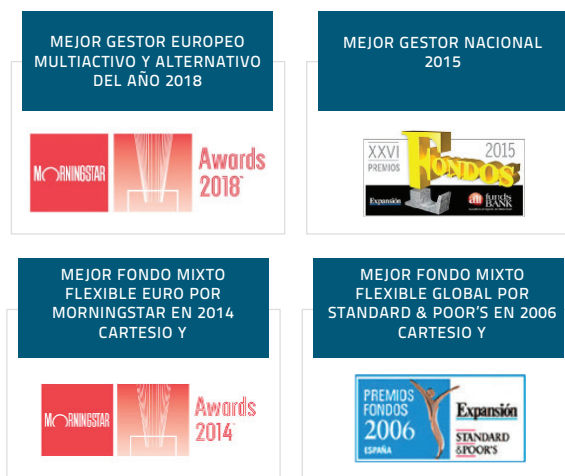 MEJOR GESTOR EUROPEO
MULTIACTIVO Y ALTERNATIVO
DEL AÑO 2018
MORNINGSTAR
Awards
2018
MEJOR GESTOR NACIONAL
2015
XXVI
PREMIOS
FONDOS
2015
Expansión
allfunds
BANK
MEJOR FONDO MIXTO
FLEXIBLE EURO POR
MORNINGSTAR EN 2014
CARTESIO Y
MORNINGSTAR
Awards
2014
MEJOR FONDO MIXTO
FLEXIBLE GLOBAL POR
STANDARD & POOR'S EN 2006
CARTESIO Y
PREMIOS
FONDOS
2006
ESPAÑA
Expansión
STANDARD
&POOR'S